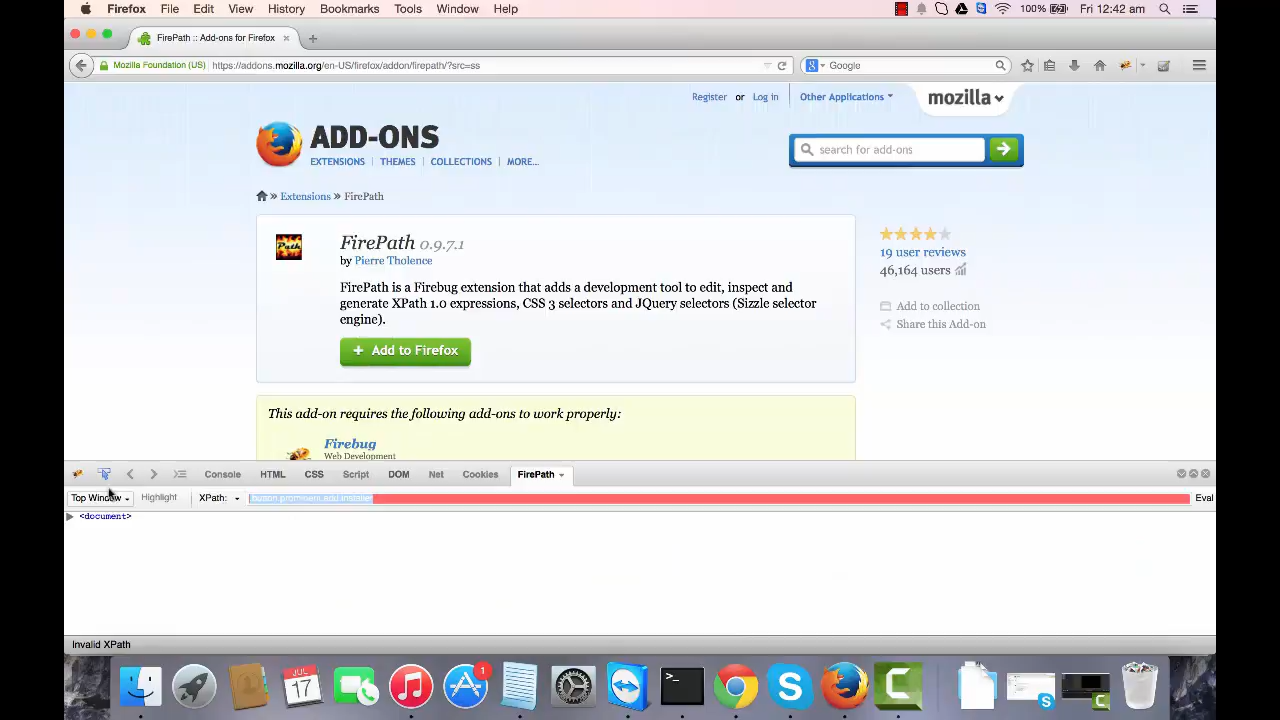 Firefox File Edit View History Bookmarks Tools Window Help 100% Fri 12:42 am
FirePath :: Add-ons for Firefox
Mozilla Foundation (US) https://addons.mozilla.org/en-US/firefox/addon/firepath/?src=ss Google
Register or Log in Other Applications mozilla
ADD-ONS
EXTENSIONS THEMES COLLECTIONS MORE...
search for add-ons
» Extensions » FirePath
Path
FirePath 0.9.7.1
by Pierre Tholence
FirePath is a Firebug extension that adds a development tool to edit, inspect and
generate XPath 1.0 expressions, CSS 3 selectors and JQuery selectors (Sizzle selector
engine).
+ Add to Firefox
19 user reviews
46,164 users
Add to collection
Share this Add-on
This add-on requires the following add-ons to work properly:
Firebug
Web Development
Console HTML CSS Script DOM Net Cookies FirePath
Top Window Highlight XPath: .button.prominent.add.installer Eval
<document>
Invalid XPath
JUL
17
1